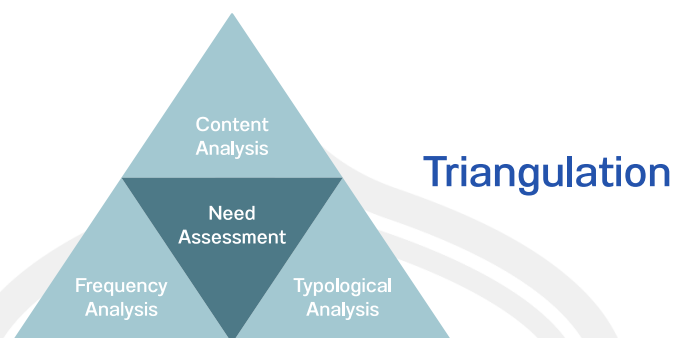 Content
Analysis
Triangulation
Need
Assessment
Frequency
Analysis
Typological
Analysis